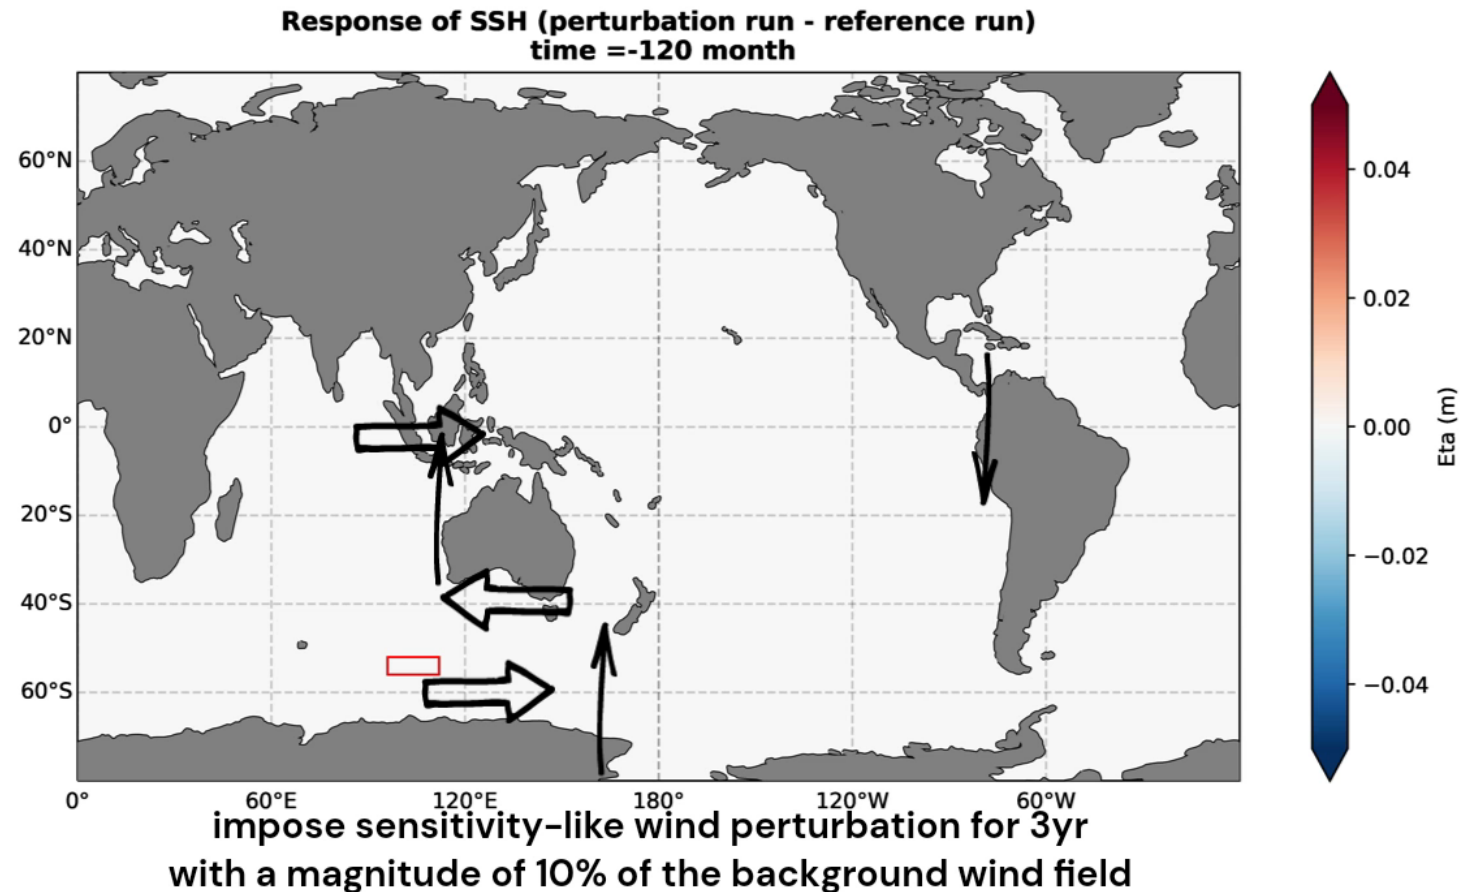 Response of SSH (perturbation run - reference run)
time =-120 month
60°N
40°N
20°N
0°
20°S
40°S
60°S
0°
60°E
120°E
180°
120°W
60°W
0.04
0.02
0.00
−0.02
−0.04
Eta (m)
impose sensitivity-like wind perturbation for 3yr
with a magnitude of 10% of the background wind field